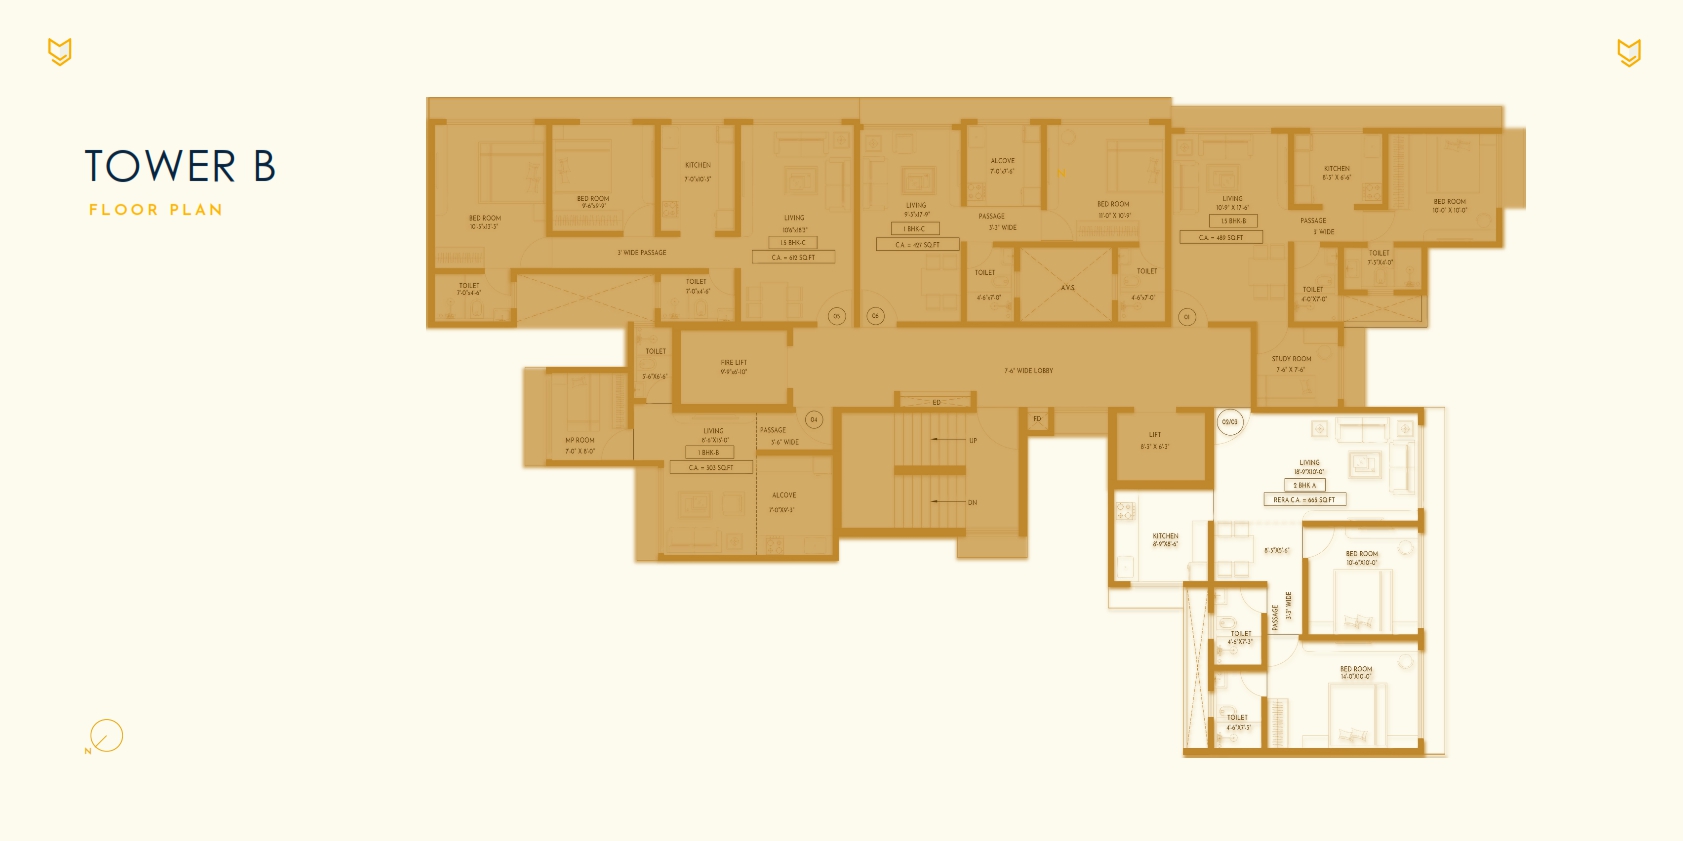 TOWER B
FLOOR PLAN
BED ROOM
10'-3"x13'-3"
BED ROOM
9'-6"x9'-9"
KITCHEN
7'-0"x10'-3"
LIVING
10'6"x18'3"
1.5 BHK-C
C.A. = 612 SQ.FT
3' WIDE PASSAGE
TOILET
7'-0"x4'-6"
TOILET
7'-0"x4'-6"
05
LIVING
9'-3"x17'-9"
1 BHK-C
C.A. = 427 SQ.FT
06
ALCOVE
7'-0"x7'-6"
PASSAGE
3'-3" WIDE
BED ROOM
11'-0" X 10'-9"
N
TOILET
4'-6"x7'-0"
A.V.S.
TOILET
4'-6"x7'-0"
LIVING
10'-9" X 17'-6"
1.5 BHK-B
C.A. = 489 SQ.FT
01
KITCHEN
8'-3" X 6'-6"
PASSAGE
3' WIDE
BED ROOM
10'-0" X 10'-0"
TOILET
7'-3"X4'-0"
TOILET
4'-0"X7'-0"
STUDY ROOM
7'-6" X 7'-6"
TOILET
3'-6"X6'-6"
FIRE LIFT
9'-9"x6'-10"
7'-6" WIDE LOBBY
MP ROOM
7'-0" X 8'-0"
LIVING
8'-6"X15'-0"
1 BHK-B
C.A. = 303 SQ.FT
PASSAGE
3'-6" WIDE
04
ALCOVE
7'-0"X9'-3"
ED
UP
DN
FD
LIFT
8'-3" X 6'-3"
02/03
LIVING
18'-9"X10'-0"
2 BHK A
RERA C.A. = 665 SQ.FT
KITCHEN
8'-9"X8'-6"
8'-3"X5'-6"
BED ROOM
10'-6"X10'-0"
PASSAGE
3'-3" WIDE
TOILET
4'-6"X7'-3"
BED ROOM
14'-0"X10'-0"
TOILET
4'-6"X7'-3"
N